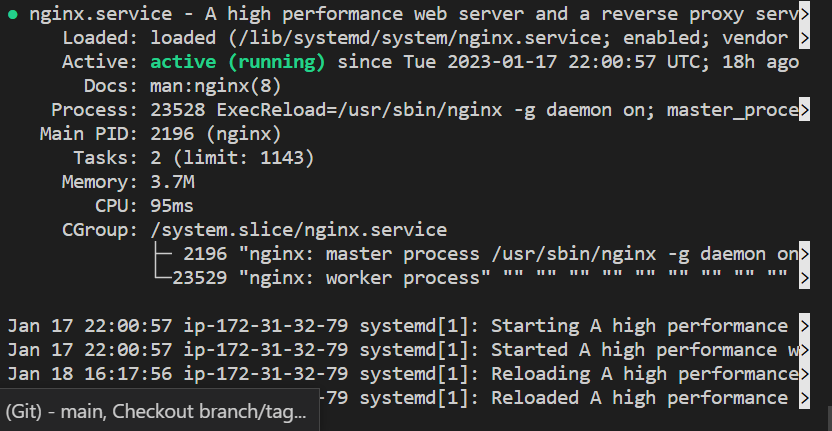 ● nginx.service - A high performance web server and a reverse proxy serv>
Loaded: loaded (/lib/systemd/system/nginx.service; enabled; vendor >
Active: active (running) since Tue 2023-01-17 22:00:57 UTC; 18h ago
Docs: man:nginx(8)
Process: 23528 ExecReload=/usr/sbin/nginx -g daemon on; master_proce>
Main PID: 2196 (nginx)
Tasks: 2 (limit: 1143)
Memory: 3.7M
CPU: 95ms
CGroup: /system.slice/nginx.service
├─ 2196 "nginx: master process /usr/sbin/nginx -g daemon on>
└─23529 "nginx: worker process" "" "" "" "" "" "" "" "" "" >
Jan 17 22:00:57 ip-172-31-32-79 systemd[1]: Starting A high performance >
Jan 17 22:00:57 ip-172-31-32-79 systemd[1]: Started A high performance w>
Jan 18 16:17:56 ip-172-31-32-79 systemd[1]: Reloading A high performance>
-79 systemd[1]: Reloaded A high performance >
(Git) - main, Checkout branch/tag...